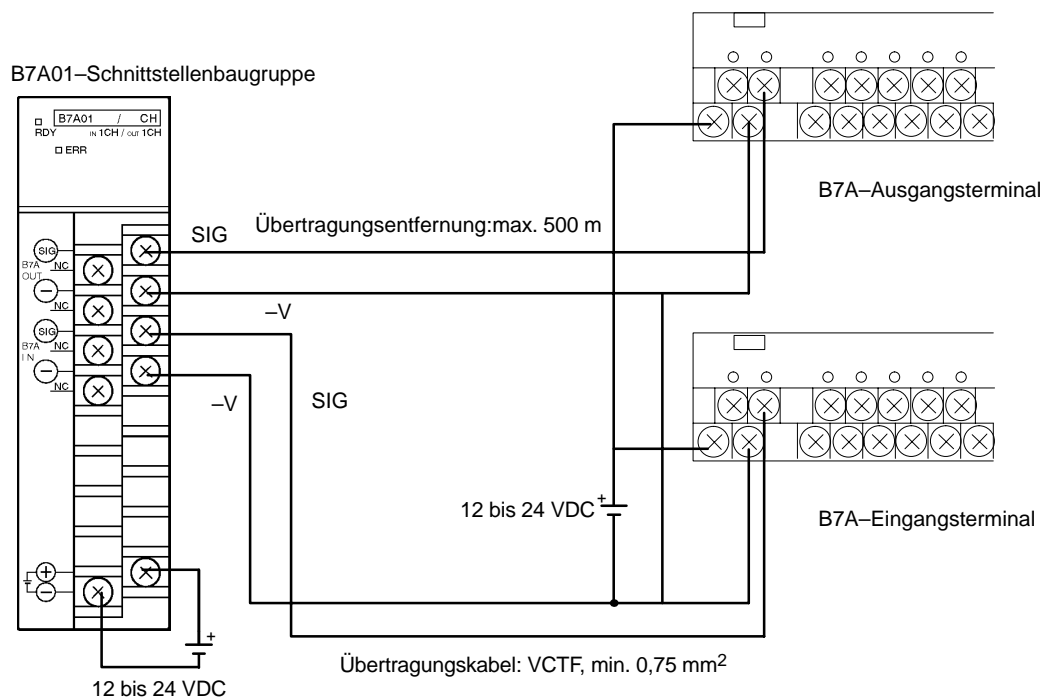 B7A01–Schnittstellenbaugruppe
B7A01 / CH
RDY IN 1CH / OUT 1CH
ERR
SIG
B7A
OUT
NC
NC
SIG
B7A
IN
NC
NC
SIG
Übertragungsentfernung:max. 500 m
–V
–V
SIG
B7A–Ausgangsterminal
12 bis 24 VDC
+
B7A–Eingangsterminal
+
12 bis 24 VDC
Übertragungskabel: VCTF, min. 0,75 mm²